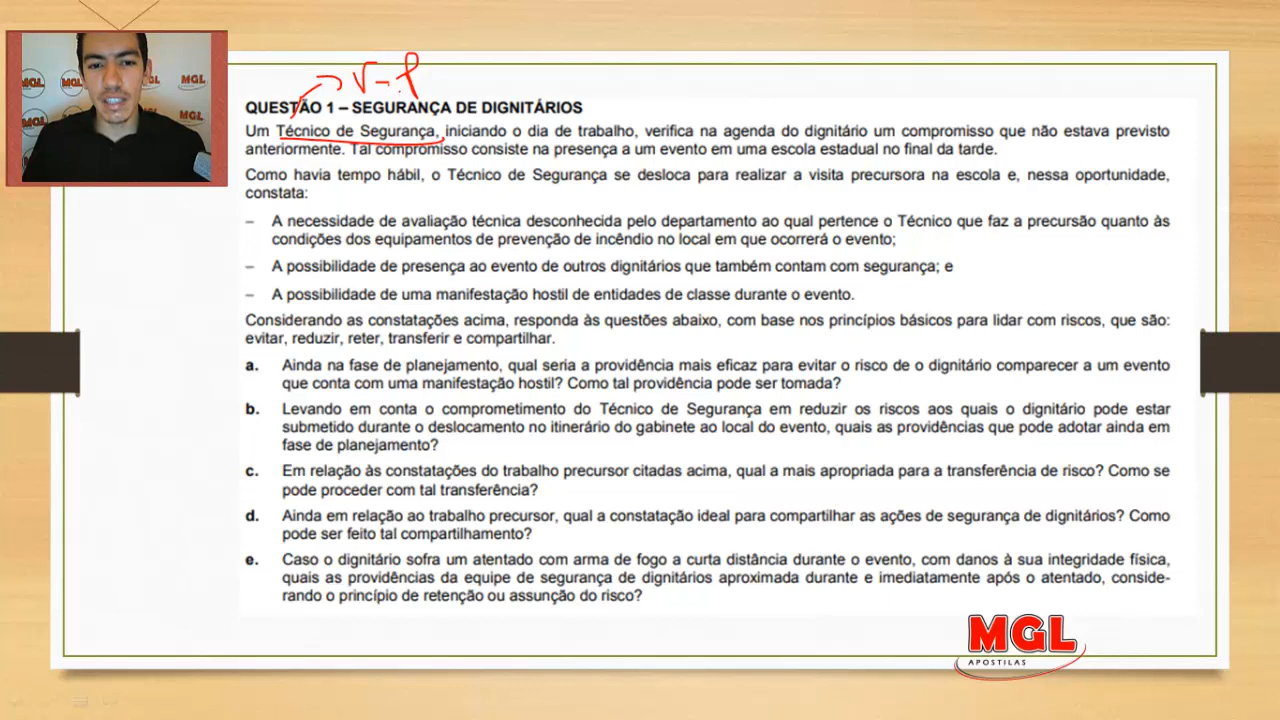 MGL
MGL
MGL
MGL
MGL
MGL
V-P
QUESTÃO 1 – SEGURANÇA DE DIGNITÁRIOS
Um Técnico de Segurança, iniciando o dia de trabalho, verifica na agenda do dignitário um compromisso que não estava previsto
anteriormente. Tal compromisso consiste na presença a um evento em uma escola estadual no final da tarde.
Como havia tempo hábil, o Técnico de Segurança se desloca para realizar a visita precursora na escola e, nessa oportunidade,
constata:
– A necessidade de avaliação técnica desconhecida pelo departamento ao qual pertence o Técnico que faz a precursão quanto às
condições dos equipamentos de prevenção de incêndio no local em que ocorrerá o evento;
– A possibilidade de presença ao evento de outros dignitários que também contam com segurança; e
– A possibilidade de uma manifestação hostil de entidades de classe durante o evento.
Considerando as constatações acima, responda às questões abaixo, com base nos princípios básicos para lidar com riscos, que são:
evitar, reduzir, reter, transferir e compartilhar.
a. Ainda na fase de planejamento, qual seria a providência mais eficaz para evitar o risco de o dignitário comparecer a um evento
que conta com uma manifestação hostil? Como tal providência pode ser tomada?
b. Levando em conta o comprometimento do Técnico de Segurança em reduzir os riscos aos quais o dignitário pode estar
submetido durante o deslocamento no itinerário do gabinete ao local do evento, quais as providências que pode adotar ainda em
fase de planejamento?
c. Em relação às constatações do trabalho precursor citadas acima, qual a mais apropriada para a transferência de risco? Como se
pode proceder com tal transferência?
d. Ainda em relação ao trabalho precursor, qual a constatação ideal para compartilhar as ações de segurança de dignitários? Como
pode ser feito tal compartilhamento?
e. Caso o dignitário sofra um atentado com arma de fogo a curta distância durante o evento, com danos à sua integridade física,
quais as providências da equipe de segurança de dignitários aproximada durante e imediatamente após o atentado, conside-
rando o princípio de retenção ou assunção do risco?
MGL
APOSTILAS